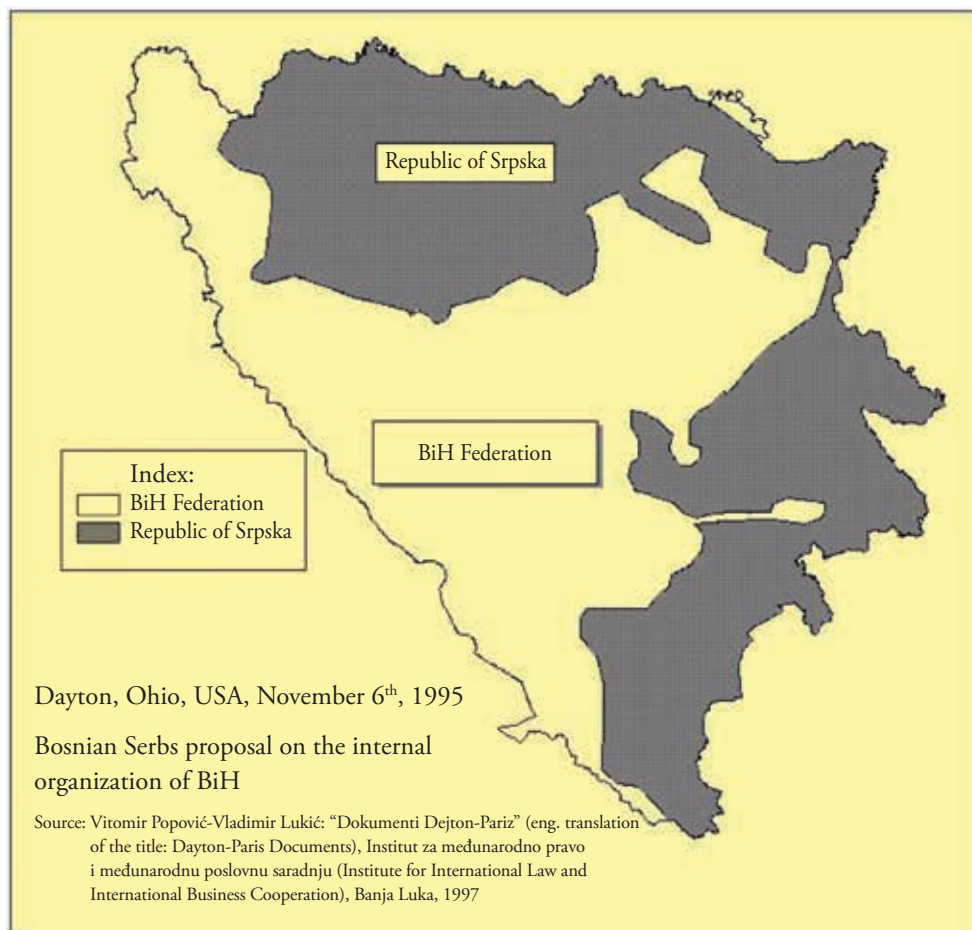 Republic of Srpska
BiH Federation
Index:
BiH Federation
Republic of Srpska
Dayton, Ohio, USA, November 6th, 1995
Bosnian Serbs proposal on the internal
organization of BiH
Source: Vitomir Popović-Vladimir Lukić: “Dokumenti Dejton-Pariz” (eng. translation
of the title: Dayton-Paris Documents), Institut za međunarodno pravo
i međunarodnu poslovnu saradnju (Institute for International Law and
International Business Cooperation), Banja Luka, 1997